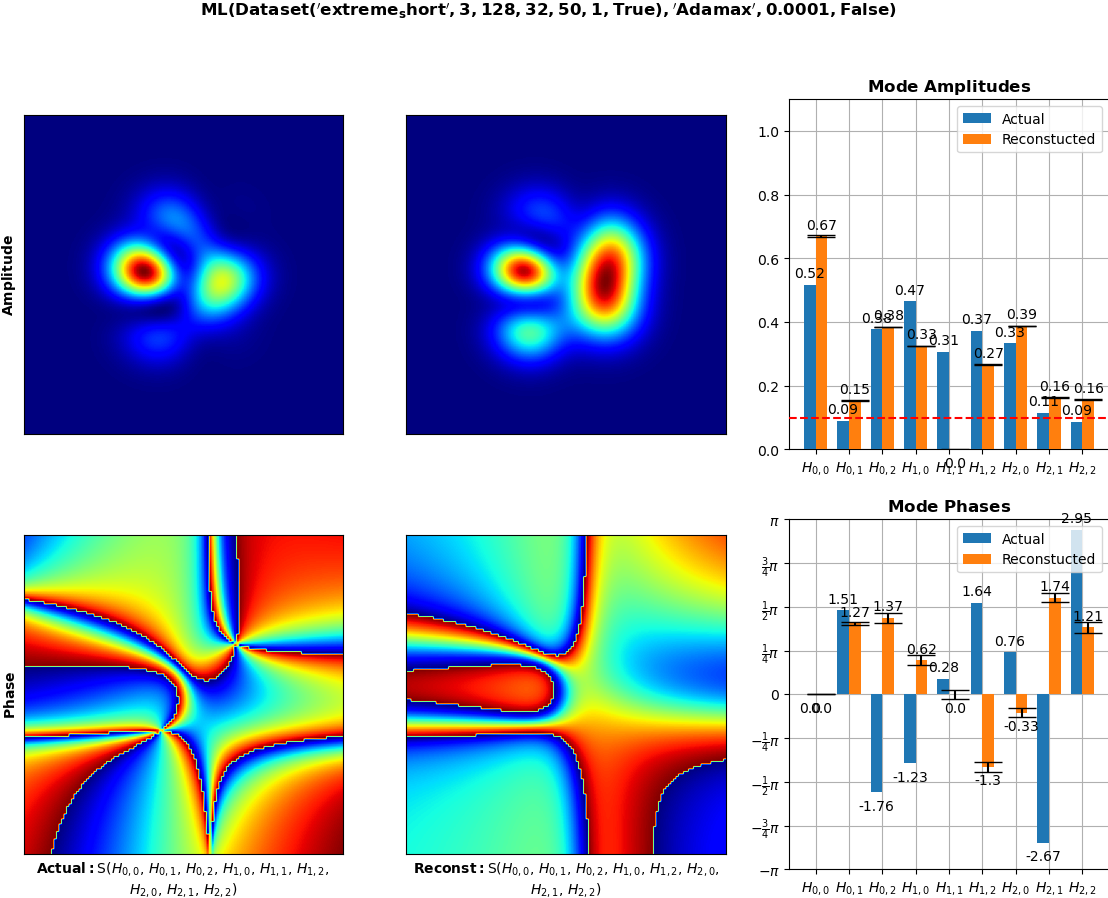 ML(Dataset('extreme_short', 3, 128, 32, 50, 1, True), 'Adamax', 0.0001, False)
Amplitude
Mode Amplitudes
Actual
Reconstucted
1.0
0.8
0.6
0.4
0.2
0.0
0.52
0.67
0.09
0.15
0.38
0.38
0.47
0.33
0.31
0.0
0.37
0.27
0.33
0.39
0.11
0.16
0.09
0.16
H0,0 H0,1 H0,2 H1,0 H1,1 H1,2 H2,0 H2,1 H2,2
Phase
Actual: S(H0,0, H0,1, H0,2, H1,0, H1,1, H1,2,
H2,0, H2,1, H2,2)
Reconst: S(H0,0, H0,1, H0,2, H1,0, H1,2, H2,0,
H2,1, H2,2)
Mode Phases
Actual
Reconstucted
π
3/4π
1/2π
1/4π
0
−1/4π
−1/2π
−3/4π
−π
0.0
0.0
1.51
1.27
-1.76
1.37
-1.23
0.62
0.28
0.0
1.64
-1.3
0.76
-0.33
-2.67
1.74
2.95
1.21
H0,0 H0,1 H0,2 H1,0 H1,1 H1,2 H2,0 H2,1 H2,2